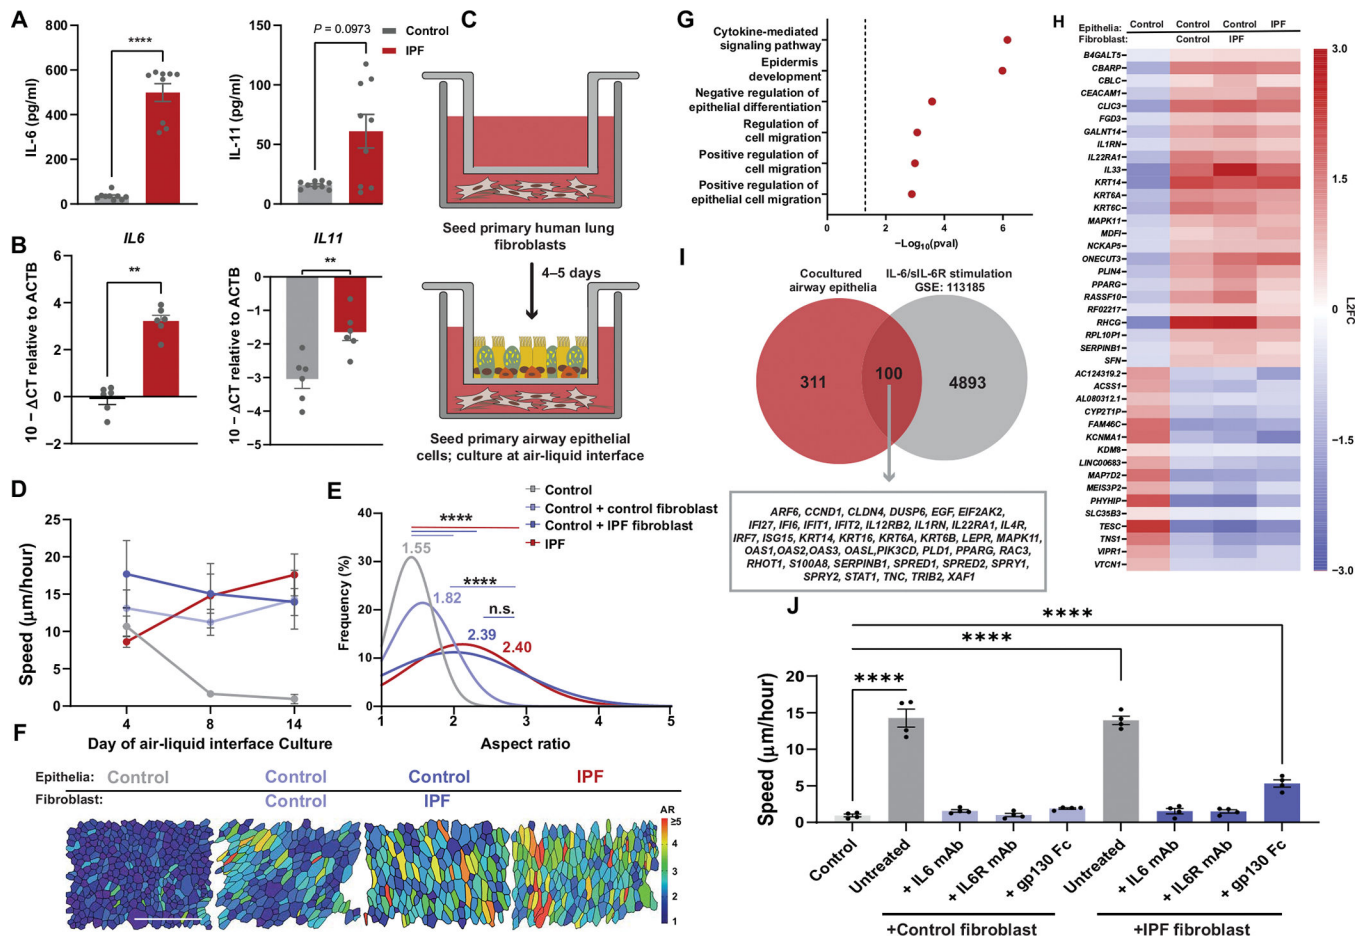 A
800
600
400
200
0
IL-6 (pg/ml)
****
150
100
50
0
IL-11 (pg/ml)
P = 0.0973
Control
IPF
B
IL6
6
4
2
0
−2
10 − ΔCT relative to ACTB
**
IL11
0
−1
−2
−3
−4
−5
10 − ΔCT relative to ACTB
**
C
Seed primary human lung
fibroblasts
4–5 days
Seed primary airway epithelial
cells; culture at air-liquid interface
D
25
20
15
10
5
0
Speed (μm/hour)
4
8
14
Day of air-liquid interface Culture
E
Control
Control + control fibroblast
Control + IPF fibroblast
IPF
40
30
20
10
0
Frequency (%)
1.55
1.82
2.39
2.40
****
****
n.s.
1
2
3
4
5
Aspect ratio
F
Epithelia:
Control
Control
Control
IPF
Fibroblast:
Control
IPF
AR
≥5
4
3
2
1
G
Cytokine-mediated
signaling pathway
Epidermis
development
Negative regulation of
epithelial differentiation
Regulation of
cell migration
Positive regulation of
cell migration
Positive regulation of
epithelial cell migration
0
2
4
6
−Log10(pval)
H
Epithelia:
Control
Control
Control
IPF
Fibroblast:
Control
IPF
B4GALT5
CBARP
CBLC
CEACAM1
CLIC3
FGD3
GALNT14
IL1RN
IL22RA1
IL33
KRT14
KRT6A
KRT6C
MAPK11
MDFI
NCKAP5
ONECUT3
PLIN4
PPARG
RASSF10
RF02217
RHCG
RPL10P1
SERPINB1
SFN
AC124319.2
ACSS1
AL080312.1
CYP2T1P
FAM46C
KCNMA1
KDM8
LINC00683
MAP7D2
MEIS3P2
PHYHIP
SLC35B3
TESC
TNS1
VIPR1
VTCN1
3.0
1.5
0
−1.5
−3.0
L2FC
I
Cocultured
airway epithelia
IL-6/sIL-6R stimulation
GSE: 113185
311
100
4893
ARF6, CCND1, CLDN4, DUSP6, EGF, EIF2AK2,
IFI27, IFI6, IFIT1, IFIT2, IL12RB2, IL1RN, IL22RA1, IL4R,
IRF7, ISG15, KRT14, KRT16, KRT6A, KRT6B, LEPR, MAPK11,
OAS1,OAS2,OAS3, OASL,PIK3CD, PLD1, PPARG, RAC3,
RHOT1, S100A8, SERPINB1, SPRED1, SPRED2, SPRY1,
SPRY2, STAT1, TNC, TRIB2, XAF1
J
20
15
10
5
0
Speed (μm/hour)
****
****
****
Control
Untreated
+ IL6 mAb
+ IL6R mAb
+ gp130 Fc
Untreated
+ IL6 mAb
+ IL6R mAb
+ gp130 Fc
+Control fibroblast
+IPF fibroblast